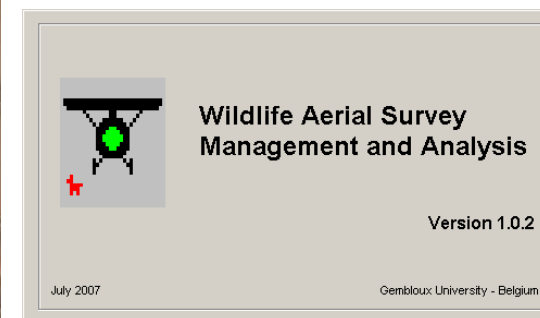 Wildlife Aerial Survey
Management and Analysis
Version 1.0.2
July 2007
Gembloux University - Belgium